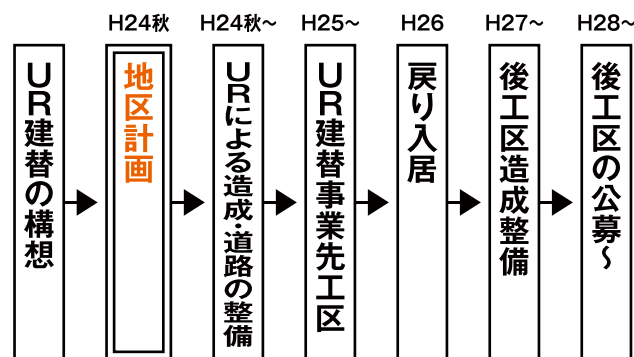 H24秋
H24秋～
H25～
H26
H27～
H28～
UR建替の構想
地区計画
URによる造成・道路の整備
UR建替事業先工区
戻り入居
後工区造成整備
後工区の公募～